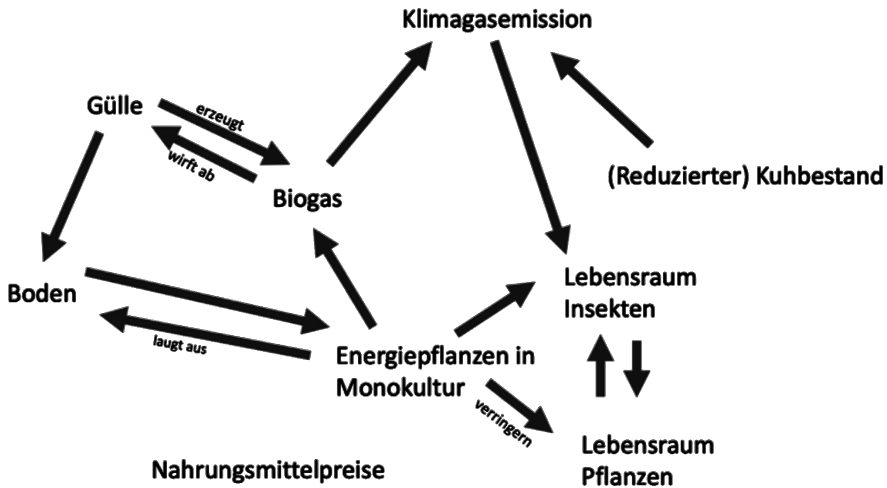 Klimagasemission
Gülle
erzeugt
wirft ab
Biogas
(Reduzierter) Kuhbestand
Boden
Lebensraum
Insekten
laugt aus
Energiepflanzen in
Monokultur
verringern
Lebensraum
Pflanzen
Nahrungsmittelpreise